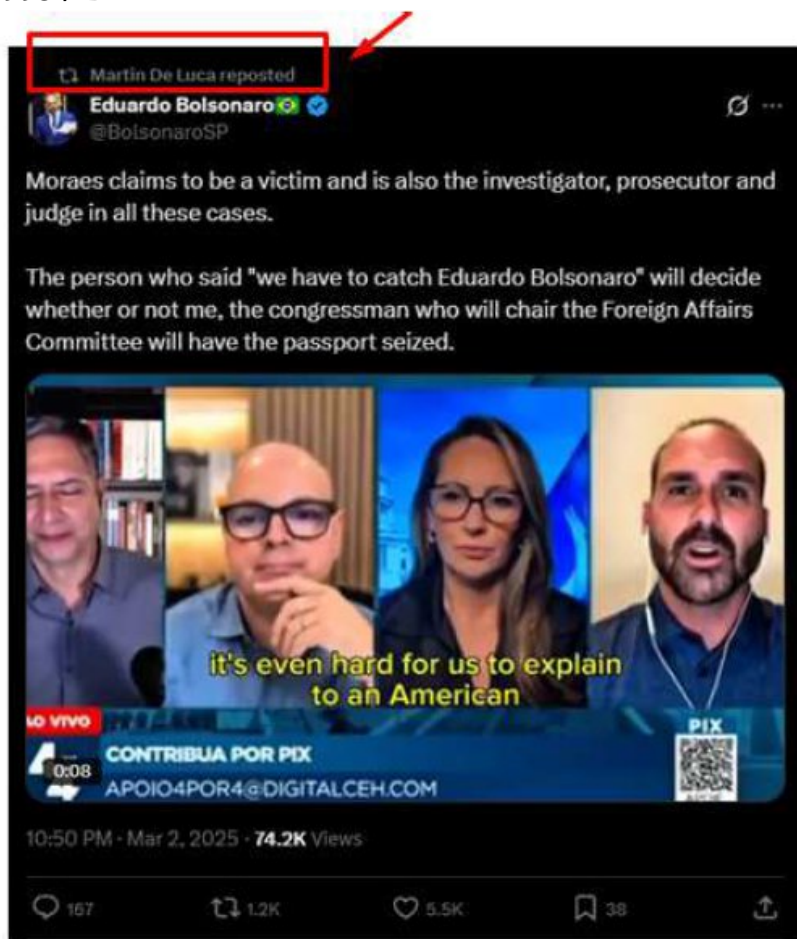 Martin De Luca reposted
Eduardo Bolsonaro
@BolsonaroSP
Moraes claims to be a victim and is also the investigator, prosecutor and
judge in all these cases.
The person who said "we have to catch Eduardo Bolsonaro" will decide
whether or not me, the congressman who will chair the Foreign Affairs
Committee will have the passport seized.
it's even hard for us to explain
to an American
AO VIVO
PIX
CONTRIBUA POR PIX
0:08
APOIO4POR4@DIGITALCEH.COM
10:50 PM · Mar 2, 2025 · 74.2K Views
167 1.2K 5.5K 38